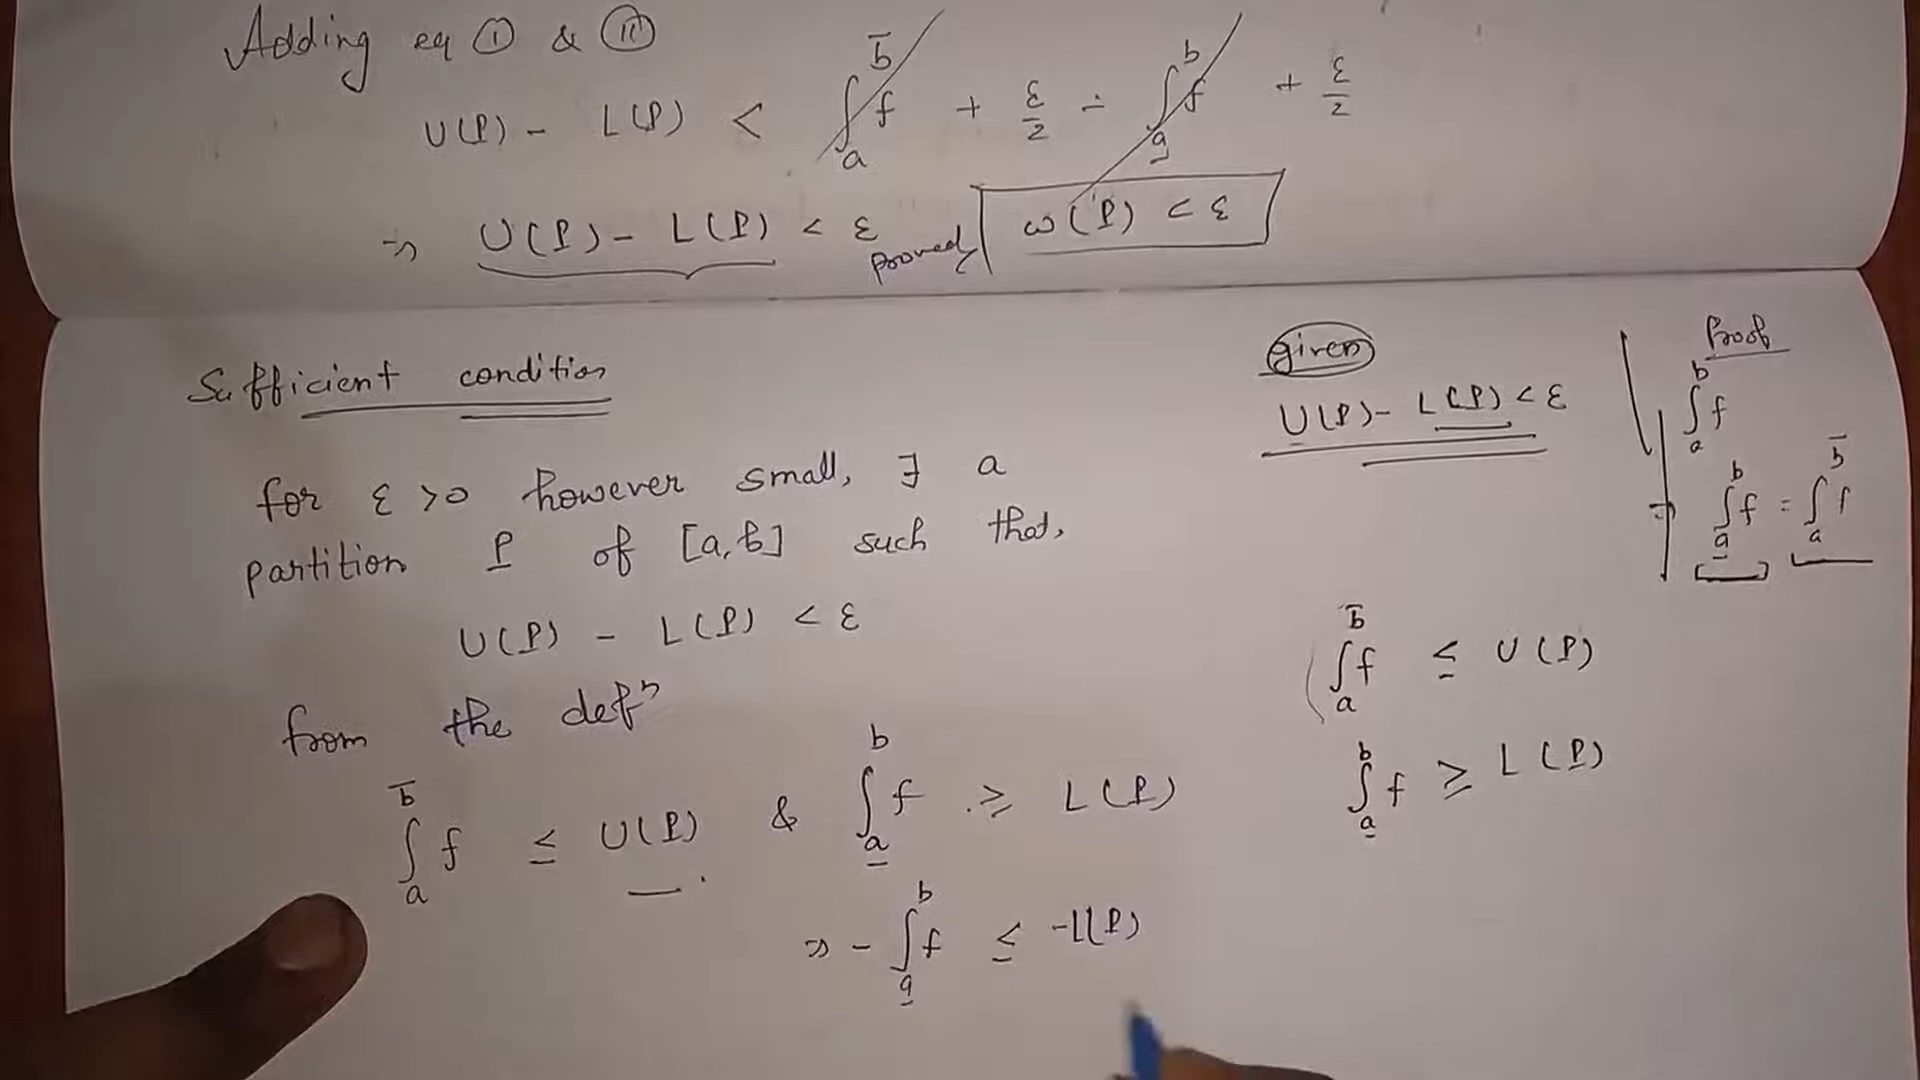 Adding eq ① & ⑪
U(P) - L(P) < ∫_a^b̅ f + ε/2 - ∫_a̲^b f + ε/2
⇒ U(P) - L(P) < ε proved ω(P) < ε
Sufficient condition
for ε > 0 however small, ∃ a
partition P of [a, b] such that,
U(P) - L(P) < ε
from the defⁿ
∫_a^b̅ f ≤ U(P) & ∫_a̲^b f ≥ L(P)
⇒ - ∫_a̲^b f ≤ -L(P)
given
U(P) - L(P) < ε
Proof
∫_a^b f
⇒ ∫_a̲^b f = ∫_a^b̅ f
∫_a^b̅ f ≤ U(P)
∫_a̲^b f ≥ L(P)